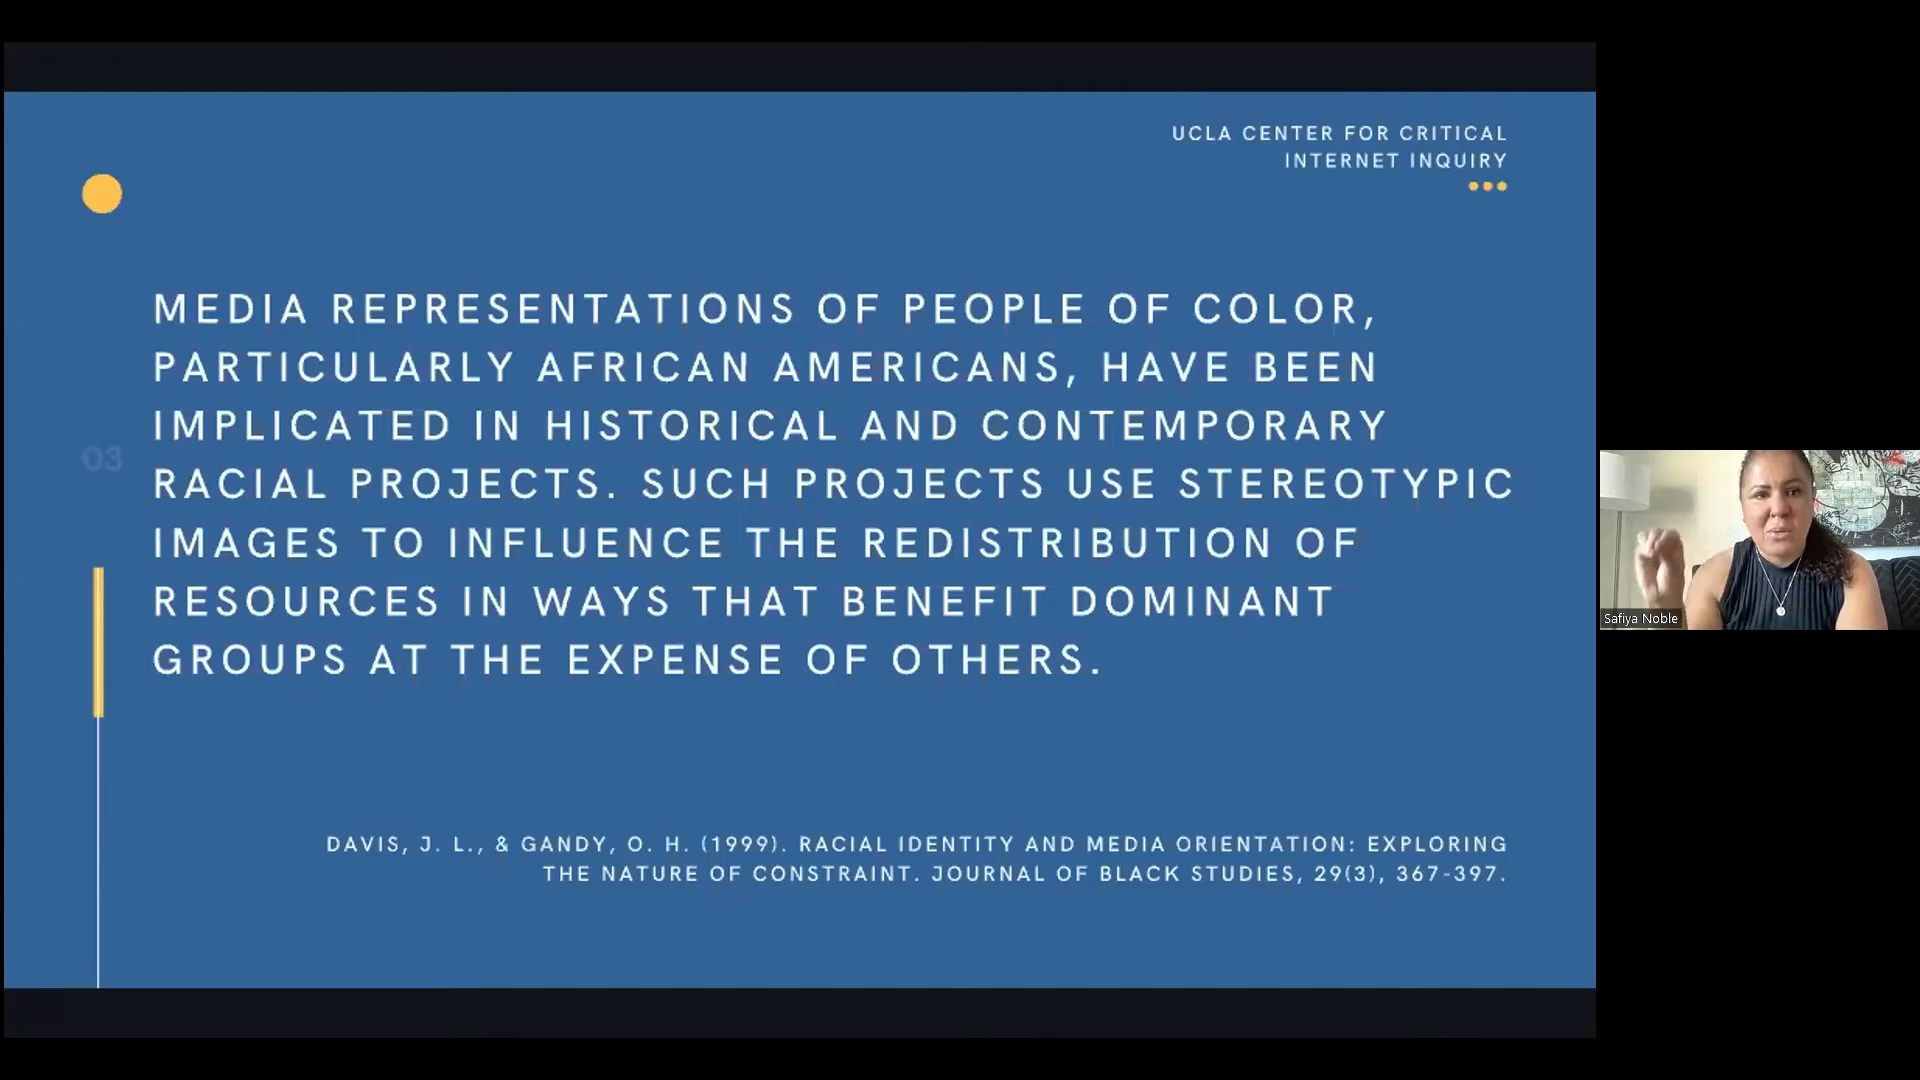 UCLA CENTER FOR CRITICAL
INTERNET INQUIRY
MEDIA REPRESENTATIONS OF PEOPLE OF COLOR,
PARTICULARLY AFRICAN AMERICANS, HAVE BEEN
IMPLICATED IN HISTORICAL AND CONTEMPORARY
RACIAL PROJECTS. SUCH PROJECTS USE STEREOTYPIC
IMAGES TO INFLUENCE THE REDISTRIBUTION OF
RESOURCES IN WAYS THAT BENEFIT DOMINANT
GROUPS AT THE EXPENSE OF OTHERS.
03
DAVIS, J. L., & GANDY, O. H. (1999). RACIAL IDENTITY AND MEDIA ORIENTATION: EXPLORING
THE NATURE OF CONSTRAINT. JOURNAL OF BLACK STUDIES, 29(3), 367-397.
Safiya Noble